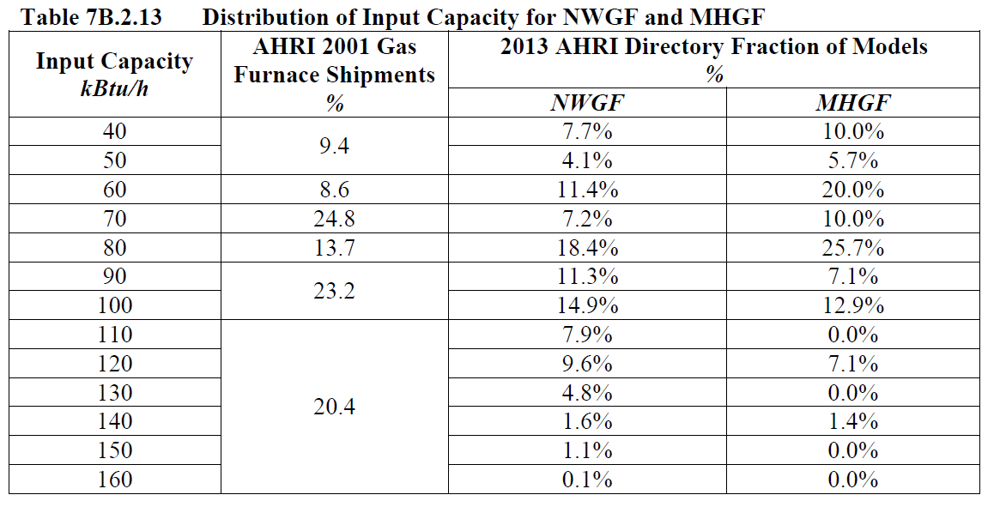 Table 7B.2.13 Distribution of Input Capacity for NWGF and MHGF
Input Capacity
kBtu/h
AHRI 2001 Gas
Furnace Shipments
%
2013 AHRI Directory Fraction of Models
%
NWGF MHGF
40 9.4 7.7% 10.0%
50 4.1% 5.7%
60 8.6 11.4% 20.0%
70 24.8 7.2% 10.0%
80 13.7 18.4% 25.7%
90 23.2 11.3% 7.1%
100 14.9% 12.9%
110 20.4 7.9% 0.0%
120 9.6% 7.1%
130 4.8% 0.0%
140 1.6% 1.4%
150 1.1% 0.0%
160 0.1% 0.0%